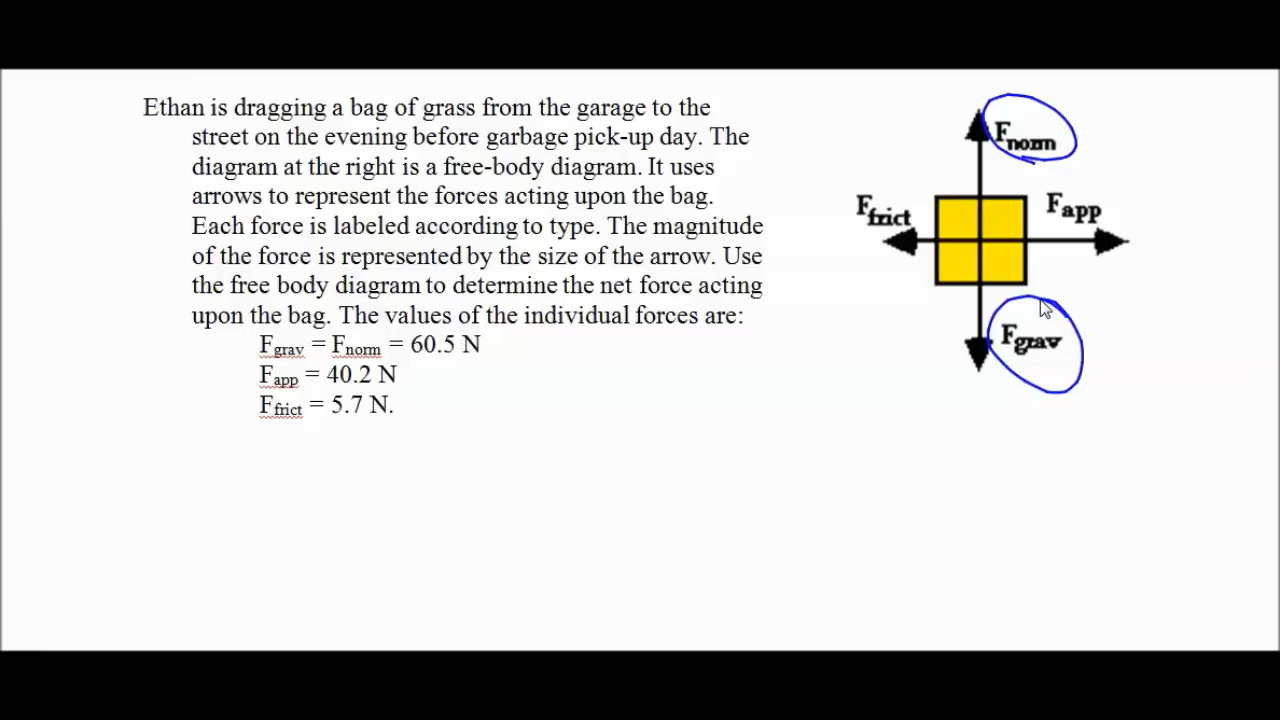 Ethan is dragging a bag of grass from the garage to the
street on the evening before garbage pick-up day. The
diagram at the right is a free-body diagram. It uses
arrows to represent the forces acting upon the bag.
Each force is labeled according to type. The magnitude
of the force is represented by the size of the arrow. Use
the free body diagram to determine the net force acting
upon the bag. The values of the individual forces are:
Fgrav = Fnorm = 60.5 N
Fapp = 40.2 N
Ffrict = 5.7 N.
Fnorm
Ffrict
Fapp
Fgrav